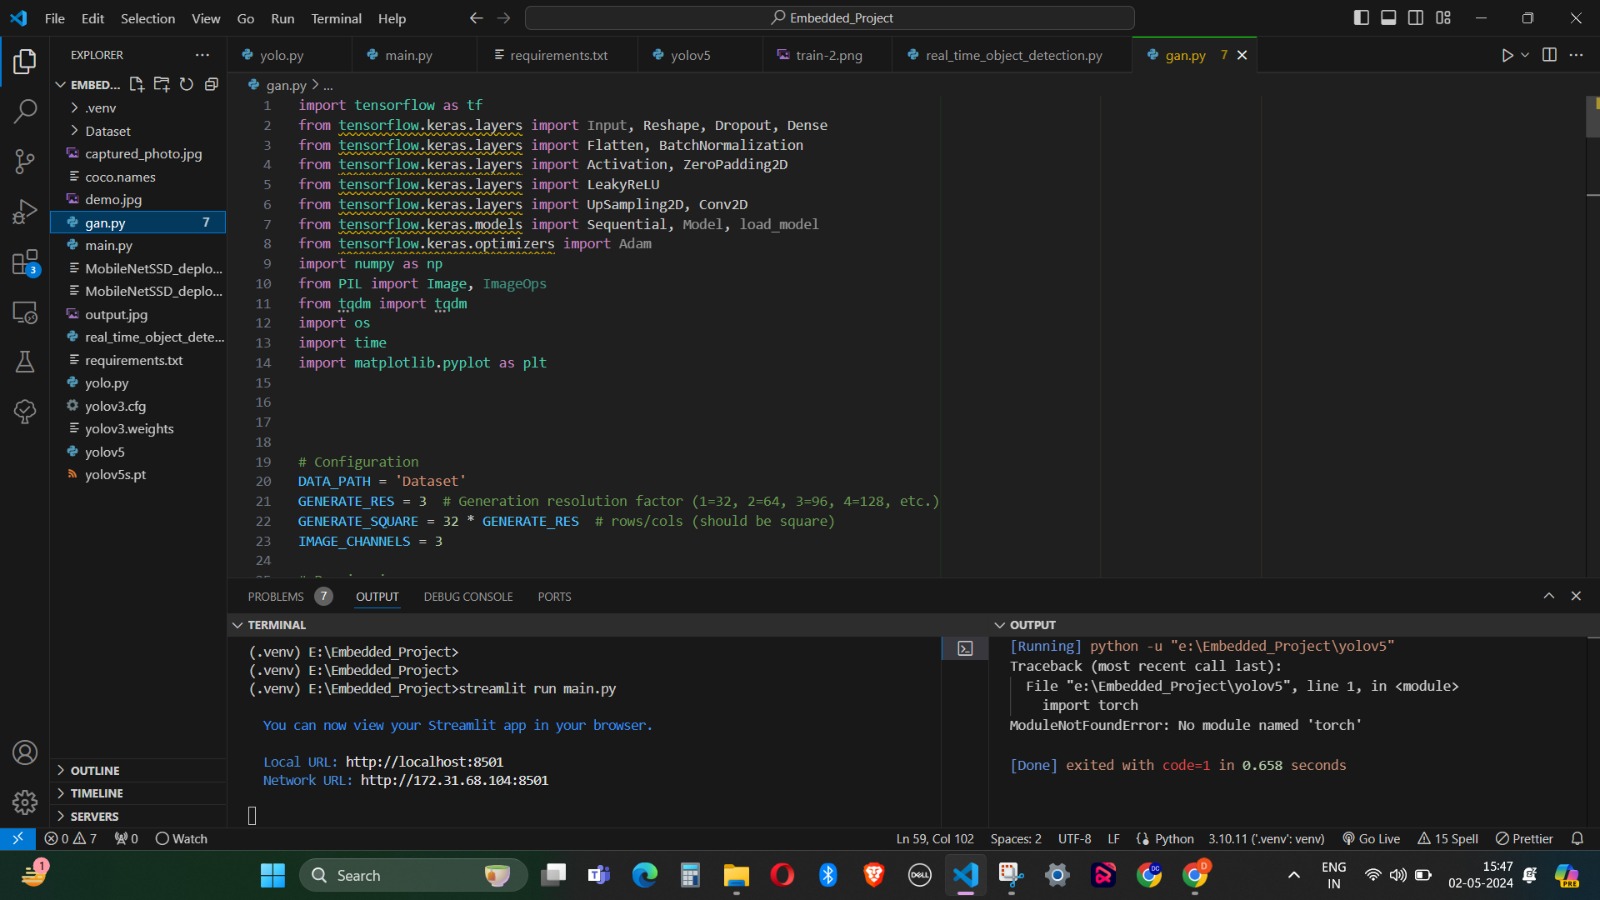 File Edit Selection View Go Run Terminal Help
Embedded_Project
EXPLORER
yolo.py
main.py
requirements.txt
yolov5
train-2.png
real_time_object_detection.py
gan.py 7
EMBED...
.venv
Dataset
captured_photo.jpg
coco.names
demo.jpg
gan.py 7
main.py
MobileNetSSD_deplo...
MobileNetSSD_deplo...
output.jpg
real_time_object_dete...
requirements.txt
yolo.py
yolov3.cfg
yolov3.weights
yolov5
yolov5s.pt
OUTLINE
TIMELINE
SERVERS
3
gan.py > ...
1 import tensorflow as tf
2 from tensorflow.keras.layers import Input, Reshape, Dropout, Dense
3 from tensorflow.keras.layers import Flatten, BatchNormalization
4 from tensorflow.keras.layers import Activation, ZeroPadding2D
5 from tensorflow.keras.layers import LeakyReLU
6 from tensorflow.keras.layers import UpSampling2D, Conv2D
7 from tensorflow.keras.models import Sequential, Model, load_model
8 from tensorflow.keras.optimizers import Adam
9 import numpy as np
10 from PIL import Image, ImageOps
11 from tqdm import tqdm
12 import os
13 import time
14 import matplotlib.pyplot as plt
15
16
17
18
19 # Configuration
20 DATA_PATH = 'Dataset'
21 GENERATE_RES = 3 # Generation resolution factor (1=32, 2=64, 3=96, 4=128, etc.)
22 GENERATE_SQUARE = 32 * GENERATE_RES # rows/cols (should be square)
23 IMAGE_CHANNELS = 3
24
PROBLEMS 7 OUTPUT DEBUG CONSOLE PORTS
TERMINAL
(.venv) E:\Embedded_Project>
(.venv) E:\Embedded_Project>
(.venv) E:\Embedded_Project>streamlit run main.py
You can now view your Streamlit app in your browser.
Local URL: http://localhost:8501
Network URL: http://172.31.68.104:8501
OUTPUT
[Running] python -u "e:\Embedded_Project\yolov5"
Traceback (most recent call last):
File "e:\Embedded_Project\yolov5", line 1, in <module>
import torch
ModuleNotFoundError: No module named 'torch'
[Done] exited with code=1 in 0.658 seconds
0 7 0 Watch
Ln 59, Col 102 Spaces: 2 UTF-8 LF Python 3.10.11 ('.venv': venv) Go Live 15 Spell Prettier
1
Search
DELL
DC
D
ENG
IN
15:47
02-05-2024
PRE